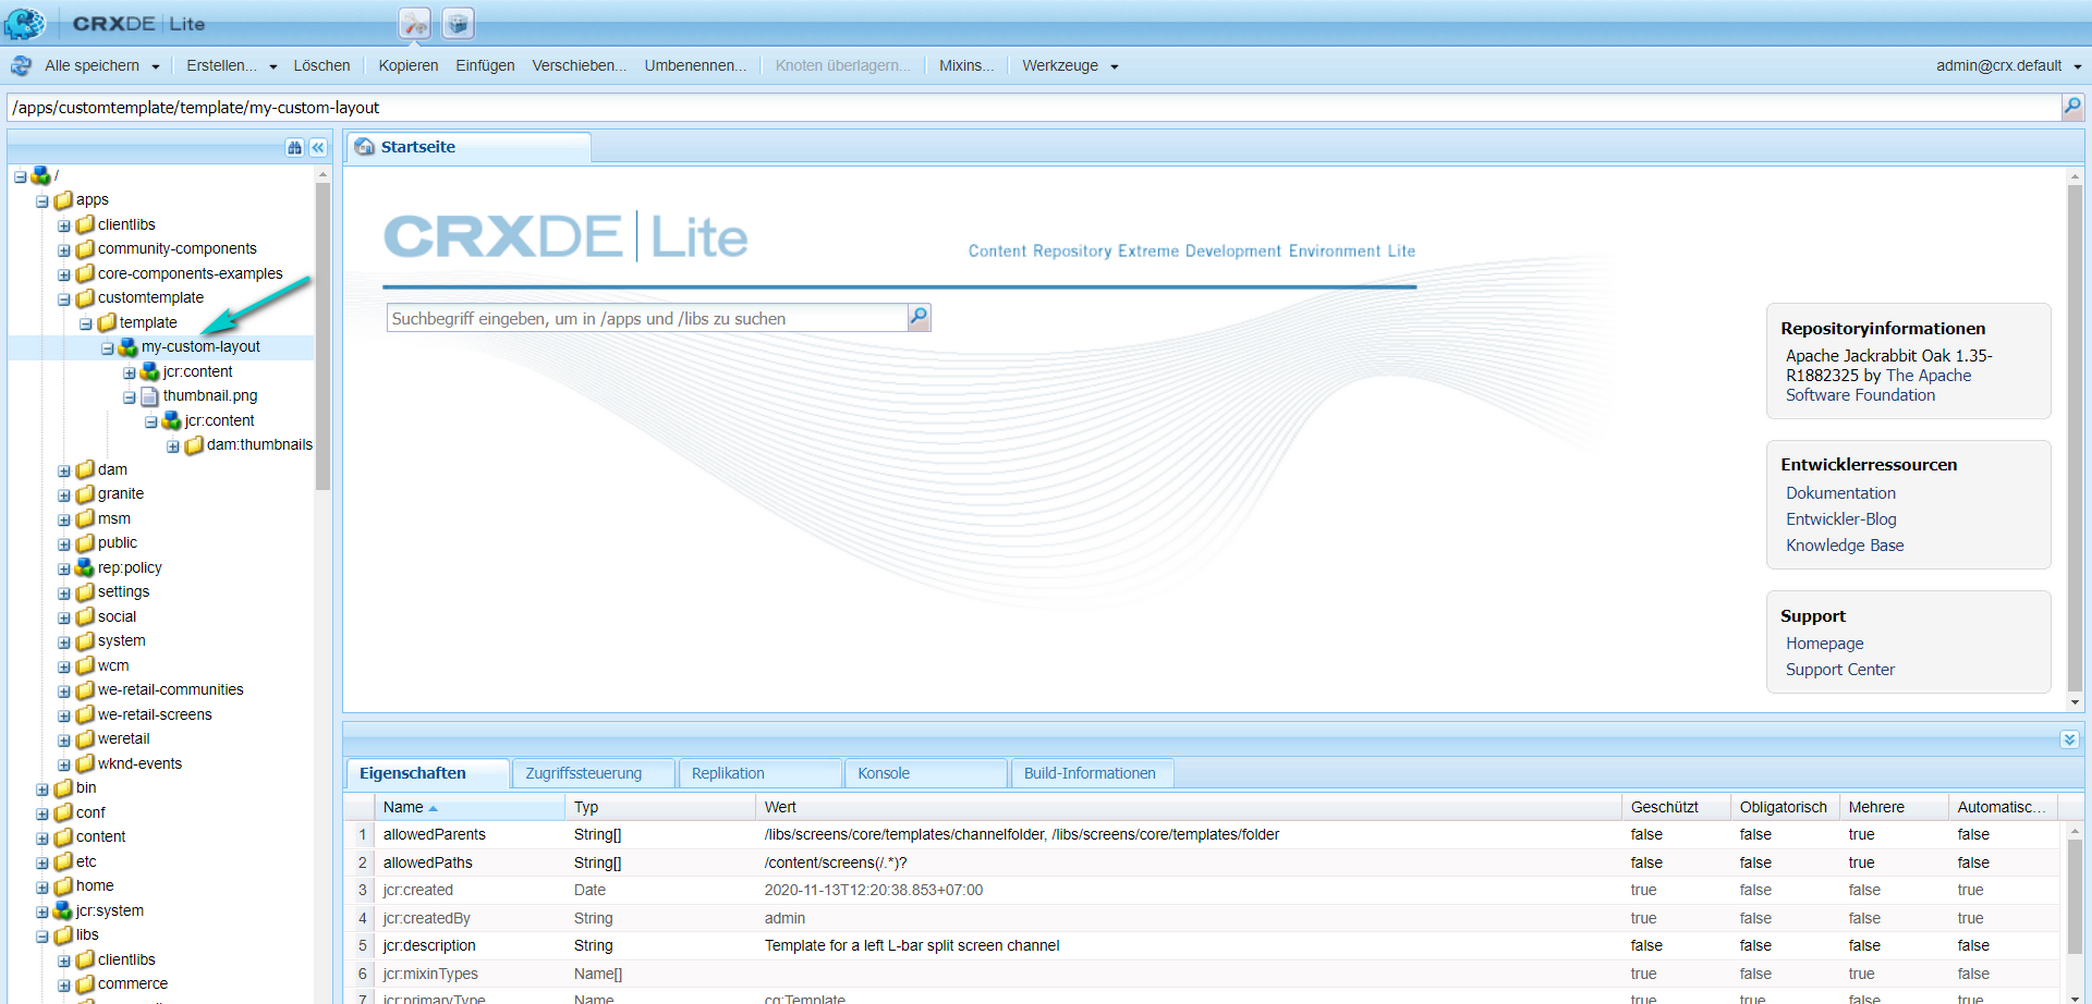 CRXDE | Lite
Alle speichern Erstellen... Löschen Kopieren Einfügen Verschieben... Umbenennen... Knoten überlagern... Mixins... Werkzeuge admin@crx.default
/apps/customtemplate/template/my-custom-layout
Startseite
/
apps
clientlibs
community-components
core-components-examples
customtemplate
template
my-custom-layout
jcr:content
thumbnail.png
jcr:content
dam:thumbnails
dam
granite
msm
public
rep:policy
settings
social
system
wcm
we-retail-communities
we-retail-screens
weretail
wknd-events
bin
conf
content
etc
home
jcr:system
libs
clientlibs
commerce
CRXDE | Lite
Content Repository Extreme Development Environment Lite
Suchbegriff eingeben, um in /apps und /libs zu suchen
Repositoryinformationen
Apache Jackrabbit Oak 1.35-
R1882325 by The Apache
Software Foundation
Entwicklerressourcen
Dokumentation
Entwickler-Blog
Knowledge Base
Support
Homepage
Support Center
Eigenschaften Zugriffssteuerung Replikation Konsole Build-Informationen
Name Typ Wert Geschützt Obligatorisch Mehrere Automatisc...
1 allowedParents String[] /libs/screens/core/templates/channelfolder, /libs/screens/core/templates/folder false false true false
2 allowedPaths String[] /content/screens(/.*)? false false true false
3 jcr:created Date 2020-11-13T12:20:38.853+07:00 true false false true
4 jcr:createdBy String admin true false false true
5 jcr:description String Template for a left L-bar split screen channel false false false false
6 jcr:mixinTypes Name[] true false true false
7 jcr:primaryType Name cq:Template true true false true